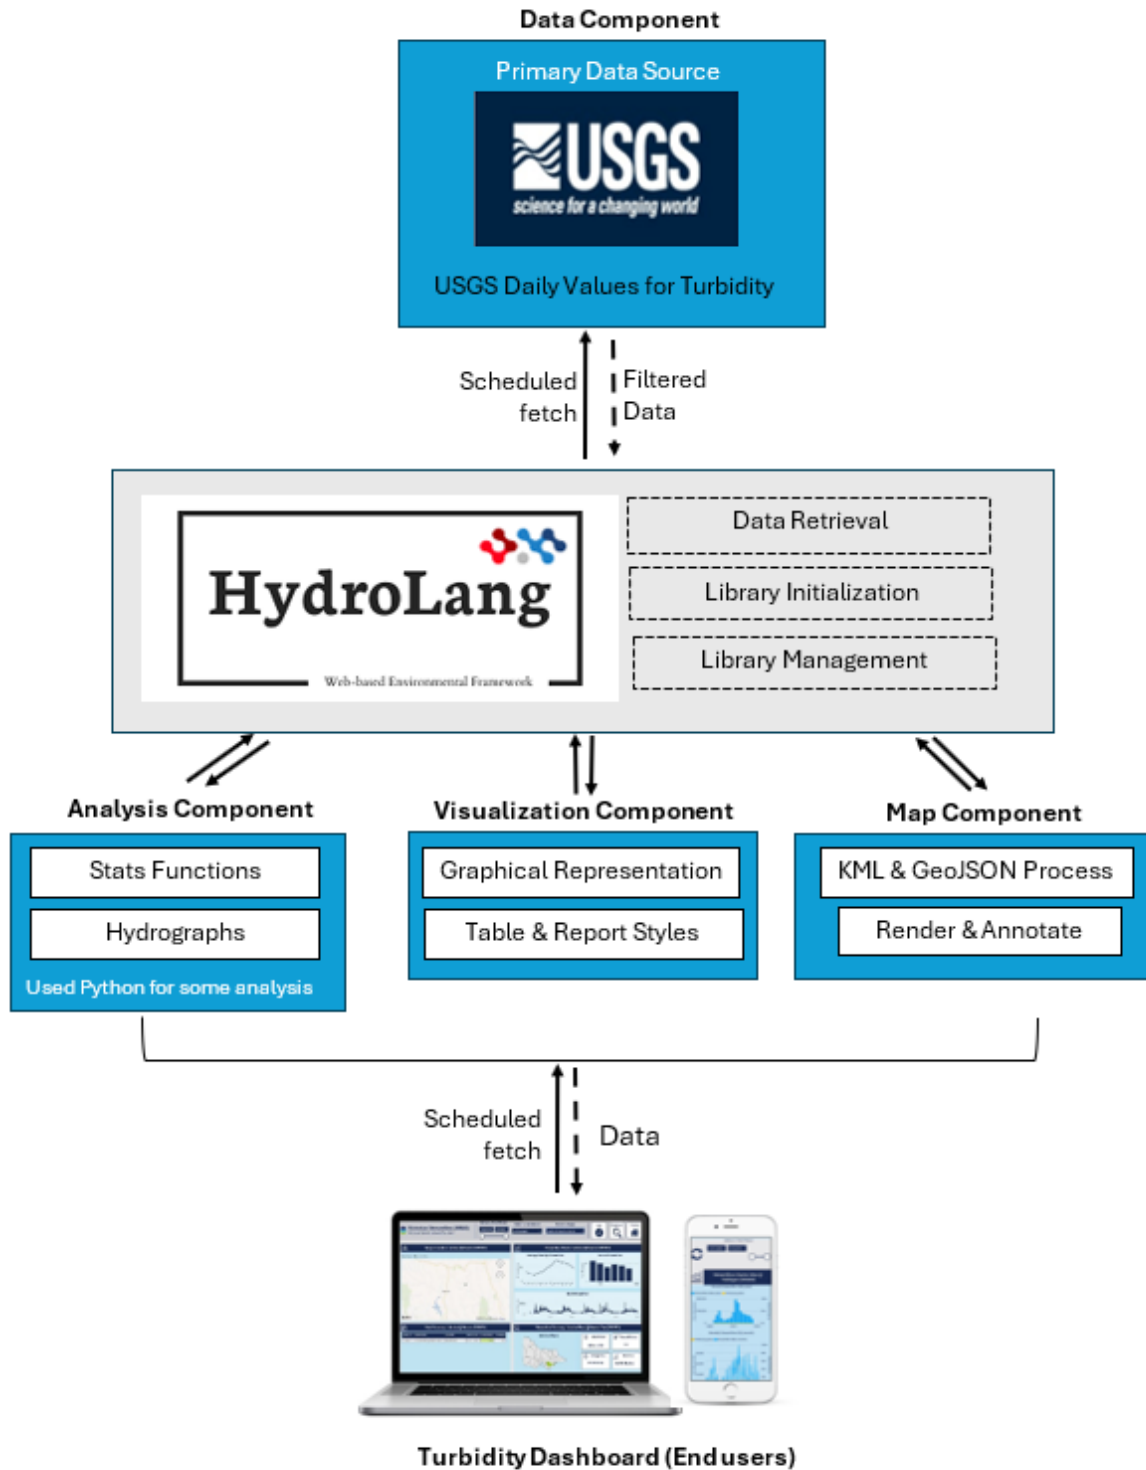 Data Component
Primary Data Source
USGS
science for a changing world
USGS Daily Values for Turbidity
Scheduled
fetch
Filtered
Data
HydroLang
Web-based Environmental Framework
Data Retrieval
Library Initialization
Library Management
Analysis Component
Stats Functions
Hydrographs
Used Python for some analysis
Visualization Component
Graphical Representation
Table & Report Styles
Map Component
KML & GeoJSON Process
Render & Annotate
Scheduled
fetch
Data
Turbidity Dashboard (End users)